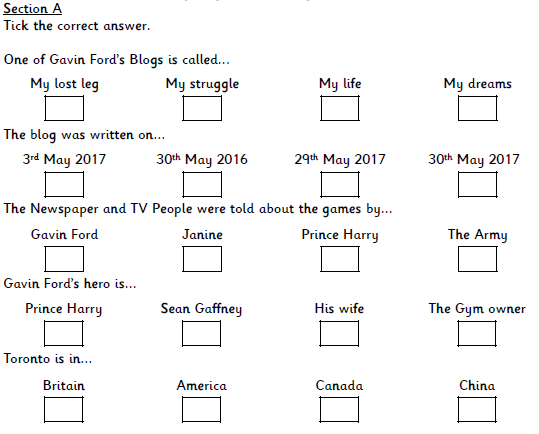 Section A
Tick the correct answer.
One of Gavin Ford's Blogs is called...
My lost leg My struggle My life My dreams
The blog was written on...
3rd May 2017 30th May 2016 29th May 2017 30th May 2017
The Newspaper and TV People were told about the games by...
Gavin Ford Janine Prince Harry The Army
Gavin Ford's hero is...
Prince Harry Sean Gaffney His wife The Gym owner
Toronto is in...
Britain America Canada China